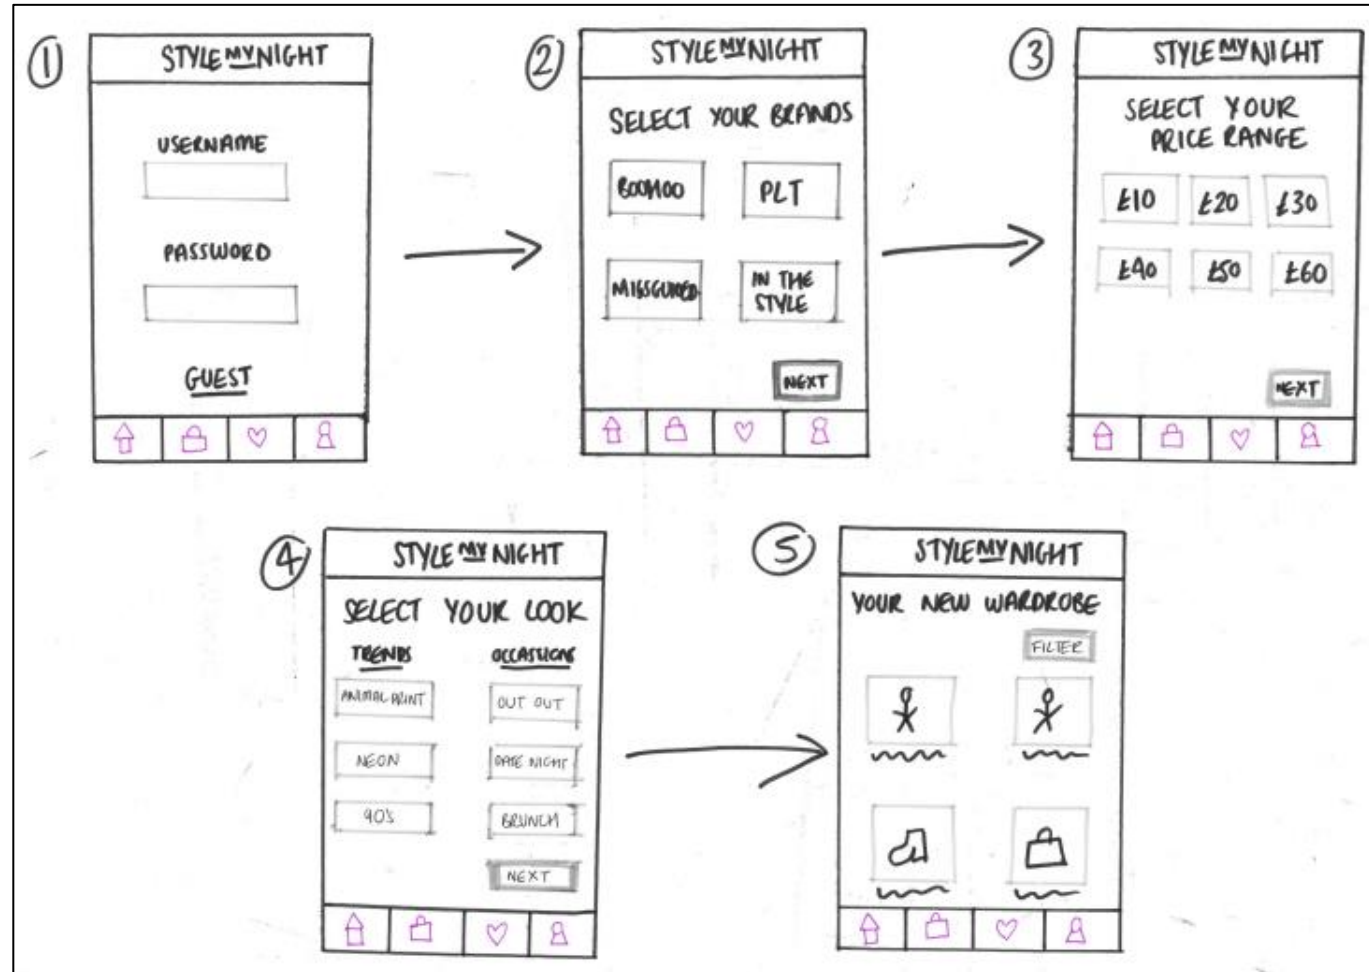 1
STYLE MY NIGHT
USERNAME
PASSWORD
GUEST
2
STYLE MY NIGHT
SELECT YOUR BRANDS
BOOHOO PLT
MISSGUIDED IN THE
STYLE
NEXT
3
STYLE MY NIGHT
SELECT YOUR
PRICE RANGE
£10 £20 £30
£40 £50 £60
NEXT
4
STYLE MY NIGHT
SELECT YOUR LOOK
TRENDS OCCASTIONS
ANIMAL PRINT OUT OUT
NEON DATE NIGHT
90's BRUNCH
NEXT
5
STYLE MY NIGHT
YOUR NEW WARDROBE
FILTER